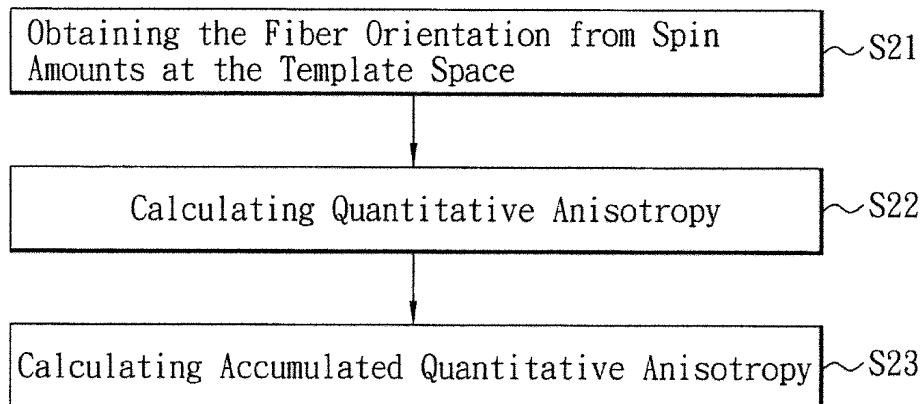 Obtaining the Fiber Orientation from Spin
Amounts at the Template Space
S21
Calculating Quantitative Anisotropy
S22
Calculating Accumulated Quantitative Anisotropy
S23